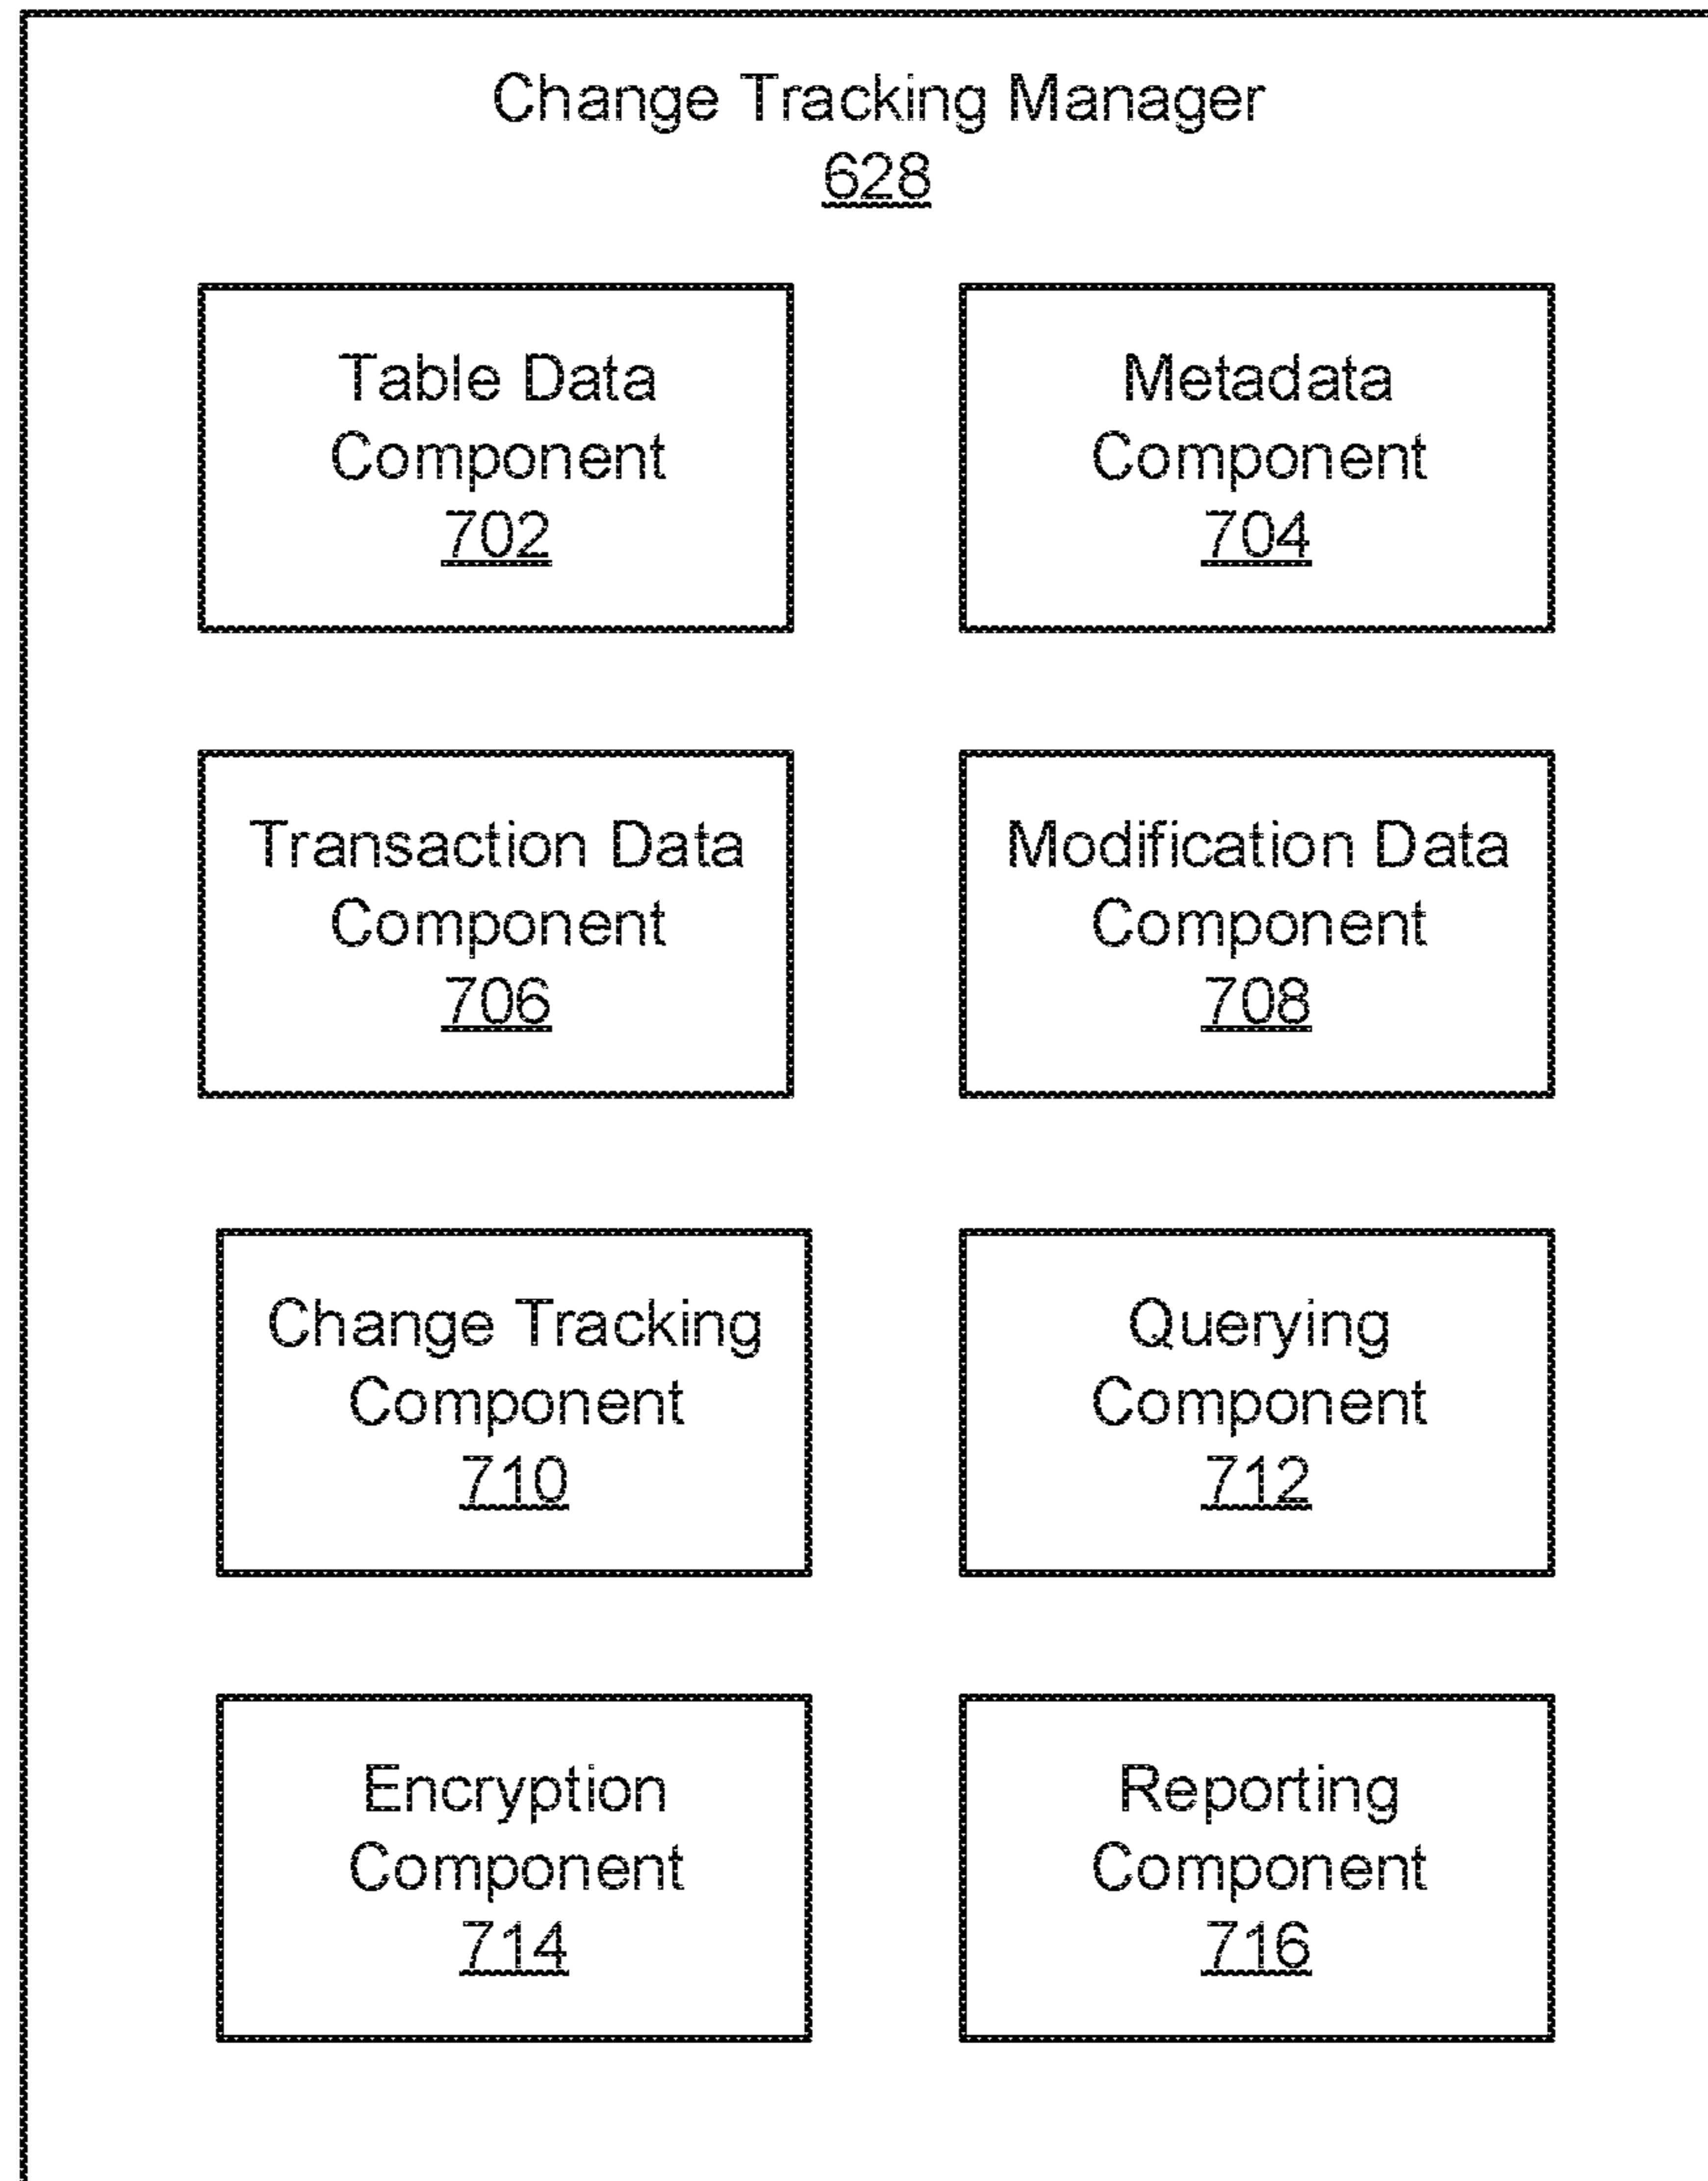 Change Tracking Manager
628
Table Data
Component
702
Metadata
Component
704
Transaction Data
Component
706
Modification Data
Component
708
Change Tracking
Component
710
Querying
Component
712
Encryption
Component
714
Reporting
Component
716